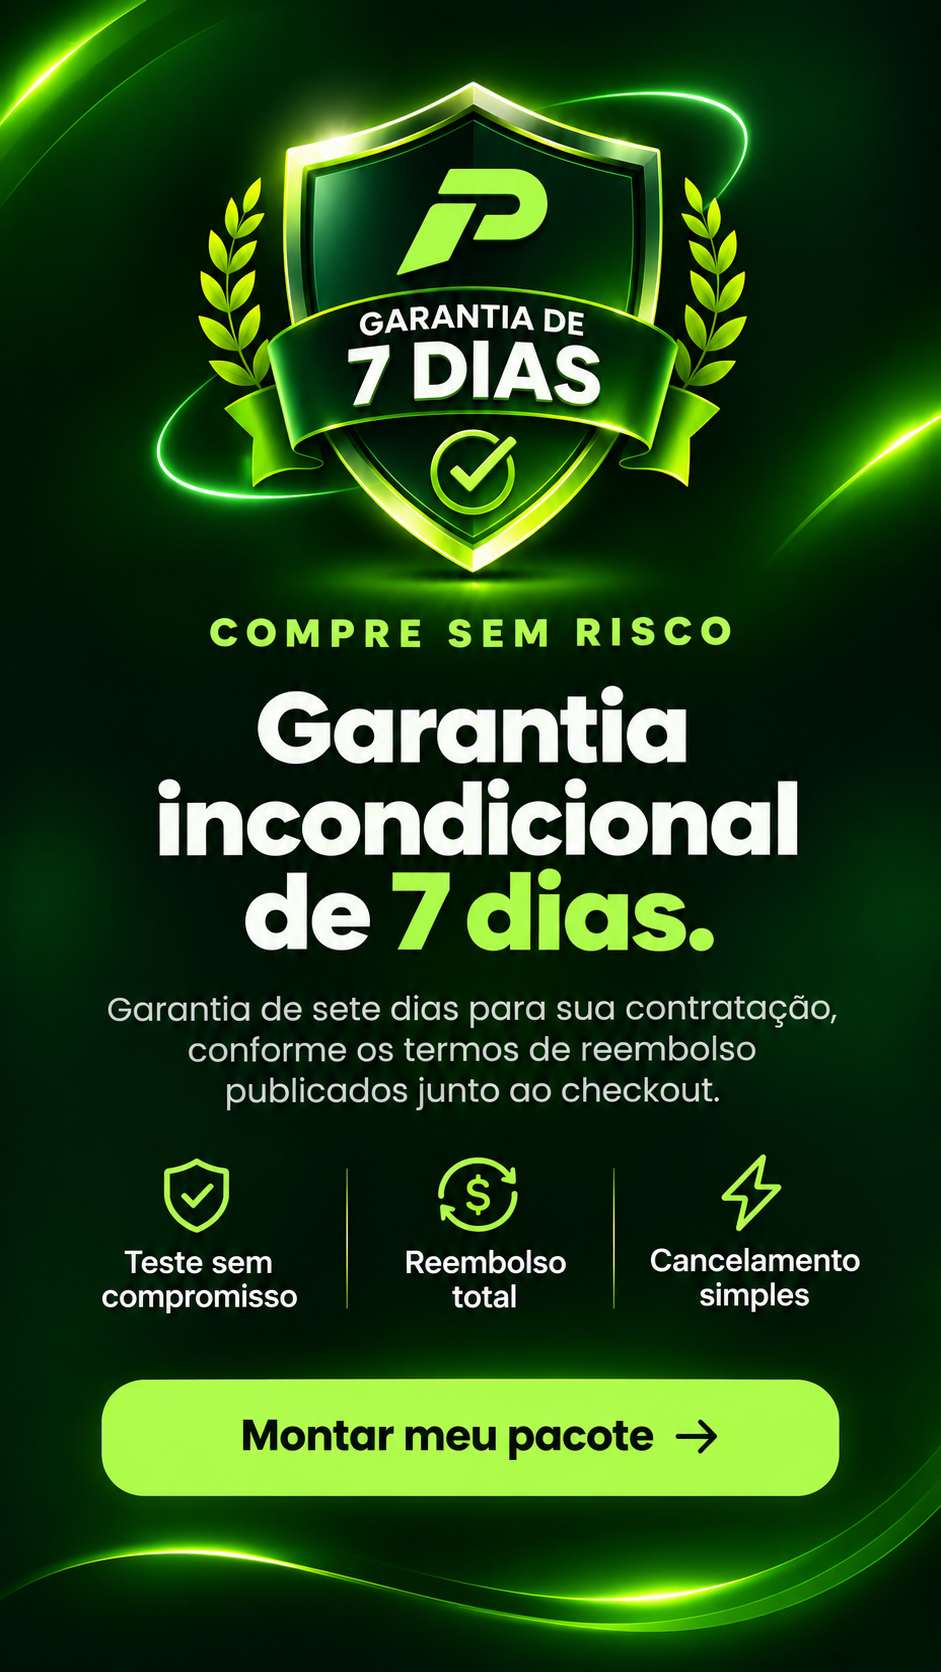 GARANTIA DE
7 DIAS
COMPRE SEM RISCO
Garantia
incondicional
de 7 dias.
Garantia de sete dias para sua contratação,
conforme os termos de reembolso
publicados junto ao checkout.
Teste sem
compromisso
Reembolso
total
Cancelamento
simples
Montar meu pacote →